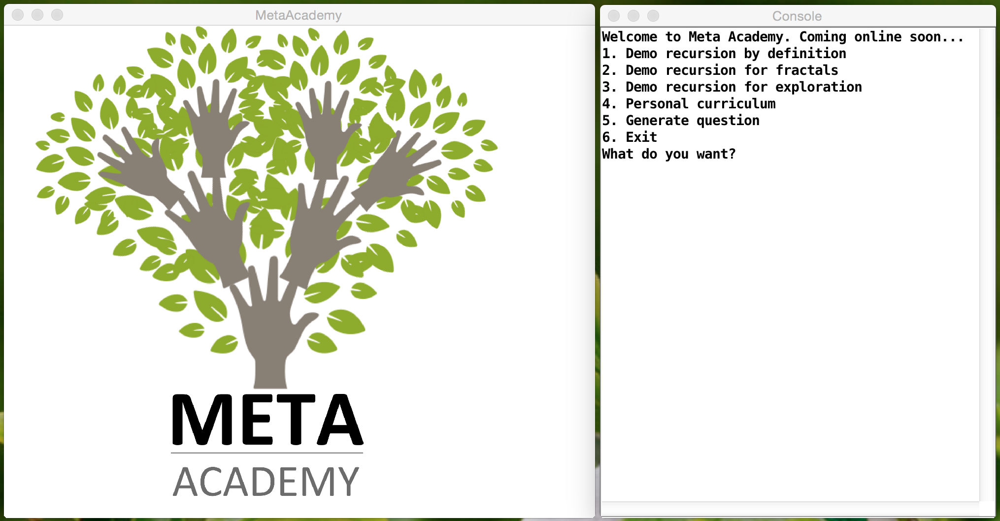 MetaAcademy
META
ACADEMY
Console
Welcome to Meta Academy. Coming online soon...
1. Demo recursion by definition
2. Demo recursion for fractals
3. Demo recursion for exploration
4. Personal curriculum
5. Generate question
6. Exit
What do you want?